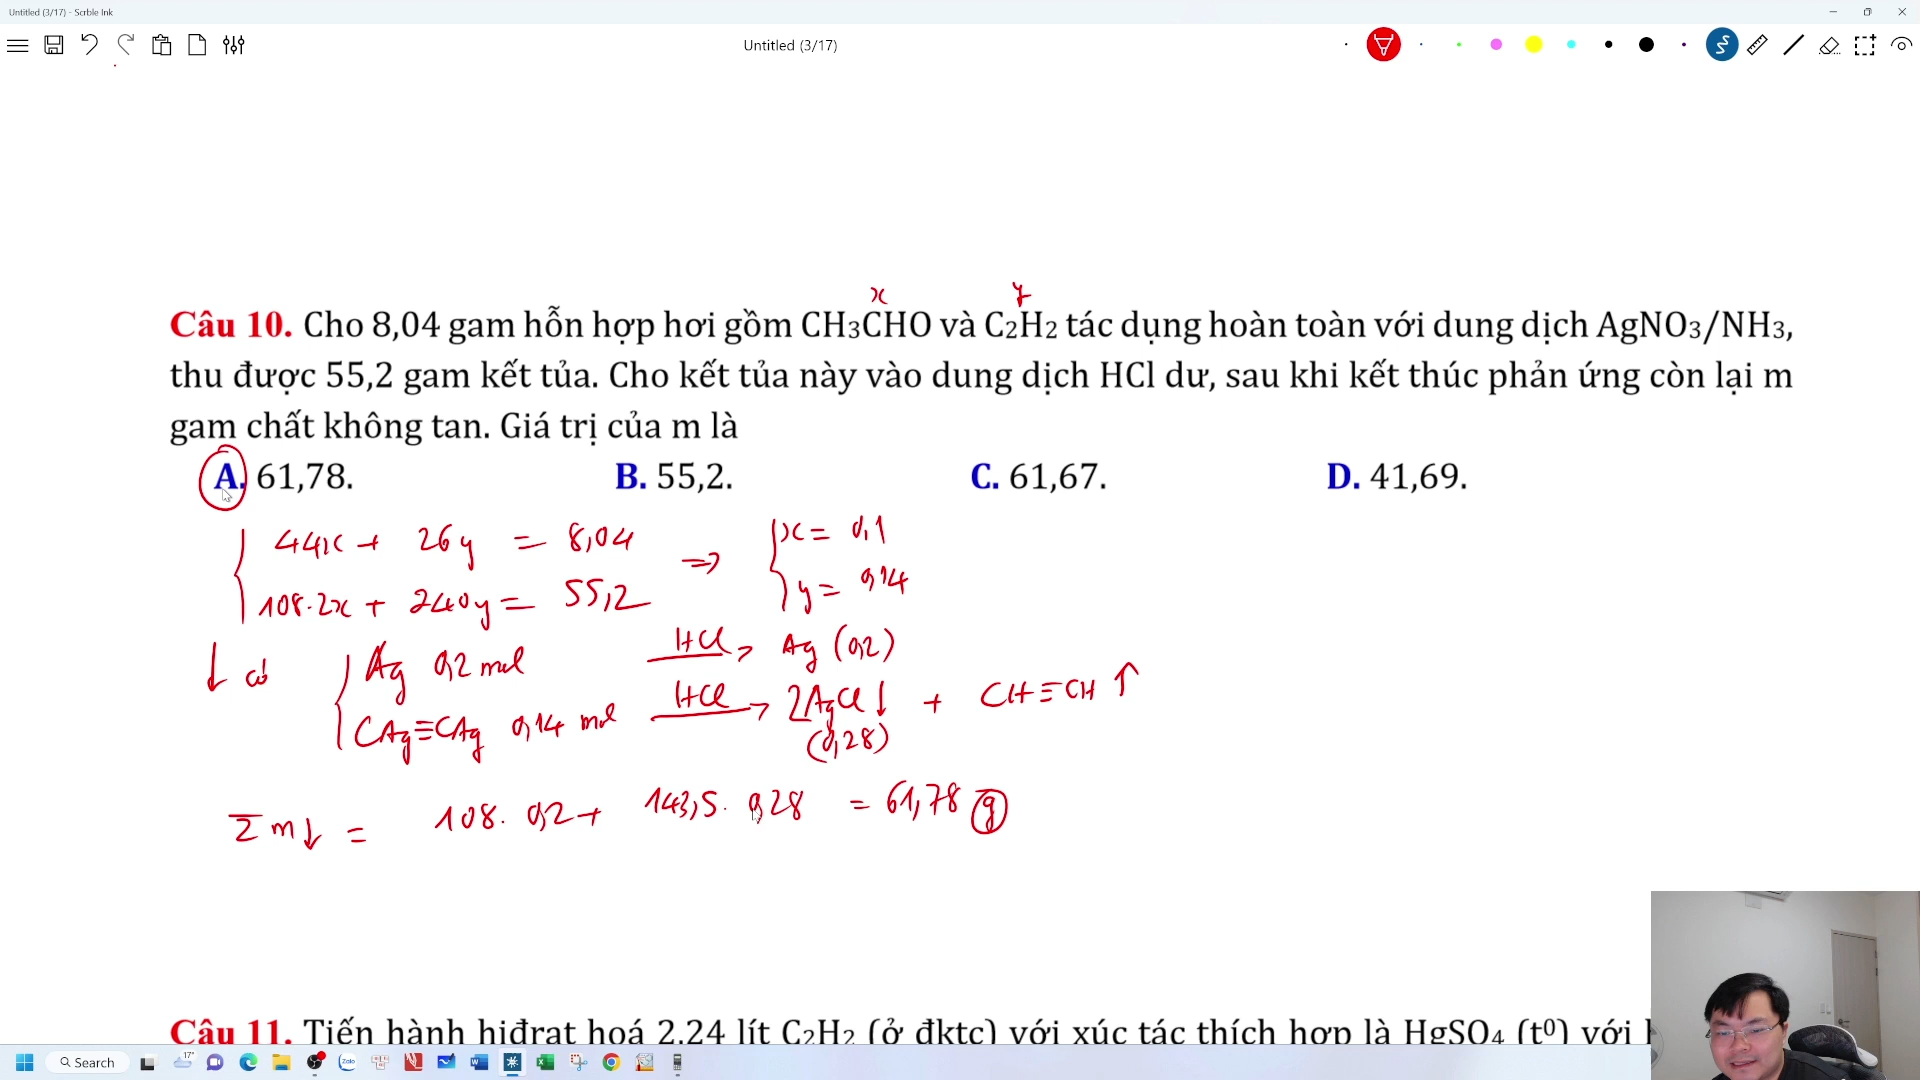 Untitled (3/17) - Scrble Ink
Untitled (3/17)
x y
Câu 10. Cho 8,04 gam hỗn hợp hơi gồm CH3CHO và C2H2 tác dụng hoàn toàn với dung dịch AgNO3/NH3,
thu được 55,2 gam kết tủa. Cho kết tủa này vào dung dịch HCl dư, sau khi kết thúc phản ứng còn lại m
gam chất không tan. Giá trị của m là
A. 61,78. B. 55,2. C. 61,67. D. 41,69.
44x + 26y = 8,04 => x = 0,1
108.2x + 240y = 55,2 y = 0,14
↓ có Ag 0,2 mol HCl → Ag (0,2)
CAg≡CAg 0,14 mol HCl → 2AgCl↓ + CH≡CH ↑
(0,28)
Σ m↓ = 108. 0,2 + 143,5. 0,28 = 61,78 g
Câu 11. Tiến hành hiđrat hoá 2,24 lít C2H2 (ở đktc) với xúc tác thích hợp là HgSO4 (t0) với
17°
Search
Zalo